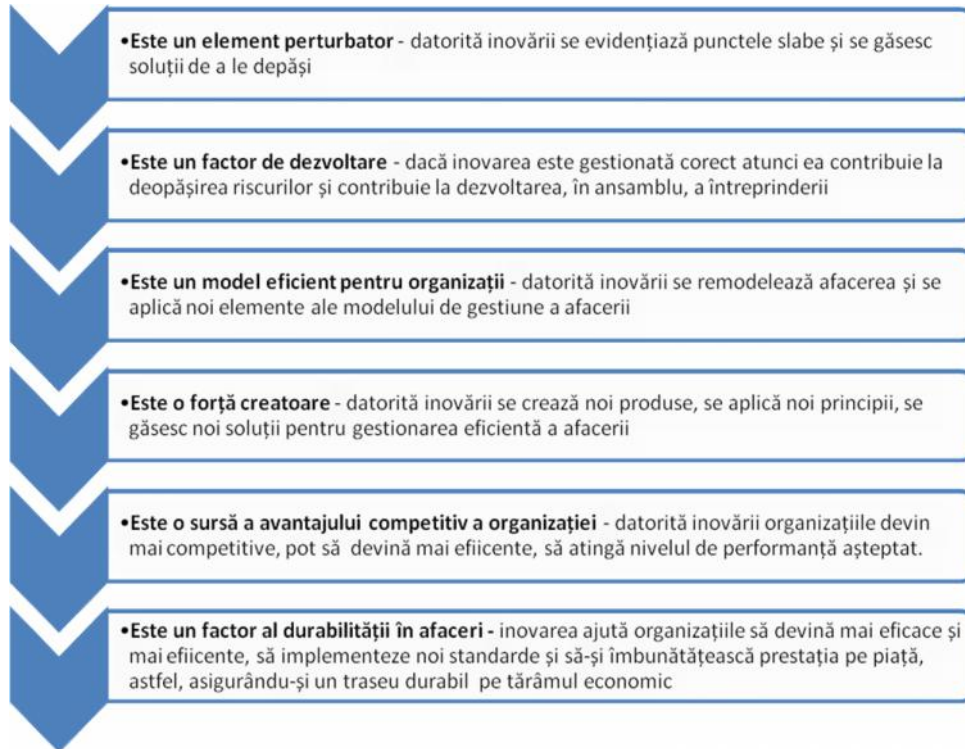 •Este un element perturbator - datorită inovării se evidențiază punctele slabe și se găsesc
soluții de a le depăși
•Este un factor de dezvoltare - dacă inovarea este gestionată corect atunci ea contribuie la
deopășirea riscurilor și contribuie la dezvoltarea, în ansamblu, a întreprinderii
•Este un model eficient pentru organizații - datorită inovării se remodelează afacerea și se
aplică noi elemente ale modelului de gestiune a afacerii
•Este o forță creatoare - datorită inovării se crează noi produse, se aplică noi principii, se
găsesc noi soluții pentru gestionarea eficientă a afacerii
•Este o sursă a avantajului competitiv a organizației - datorită inovării organizațiile devin
mai competitive, pot să devină mai efiicente, să atingă nivelul de performanță așteptat.
•Este un factor al durabilității în afaceri - inovarea ajută organizațiile să devină mai eficace și
mai efiicente, să implementeze noi standarde și să-și îmbunătățească prestația pe piață,
astfel, asigurându-și un traseu durabil pe tărâmul economic